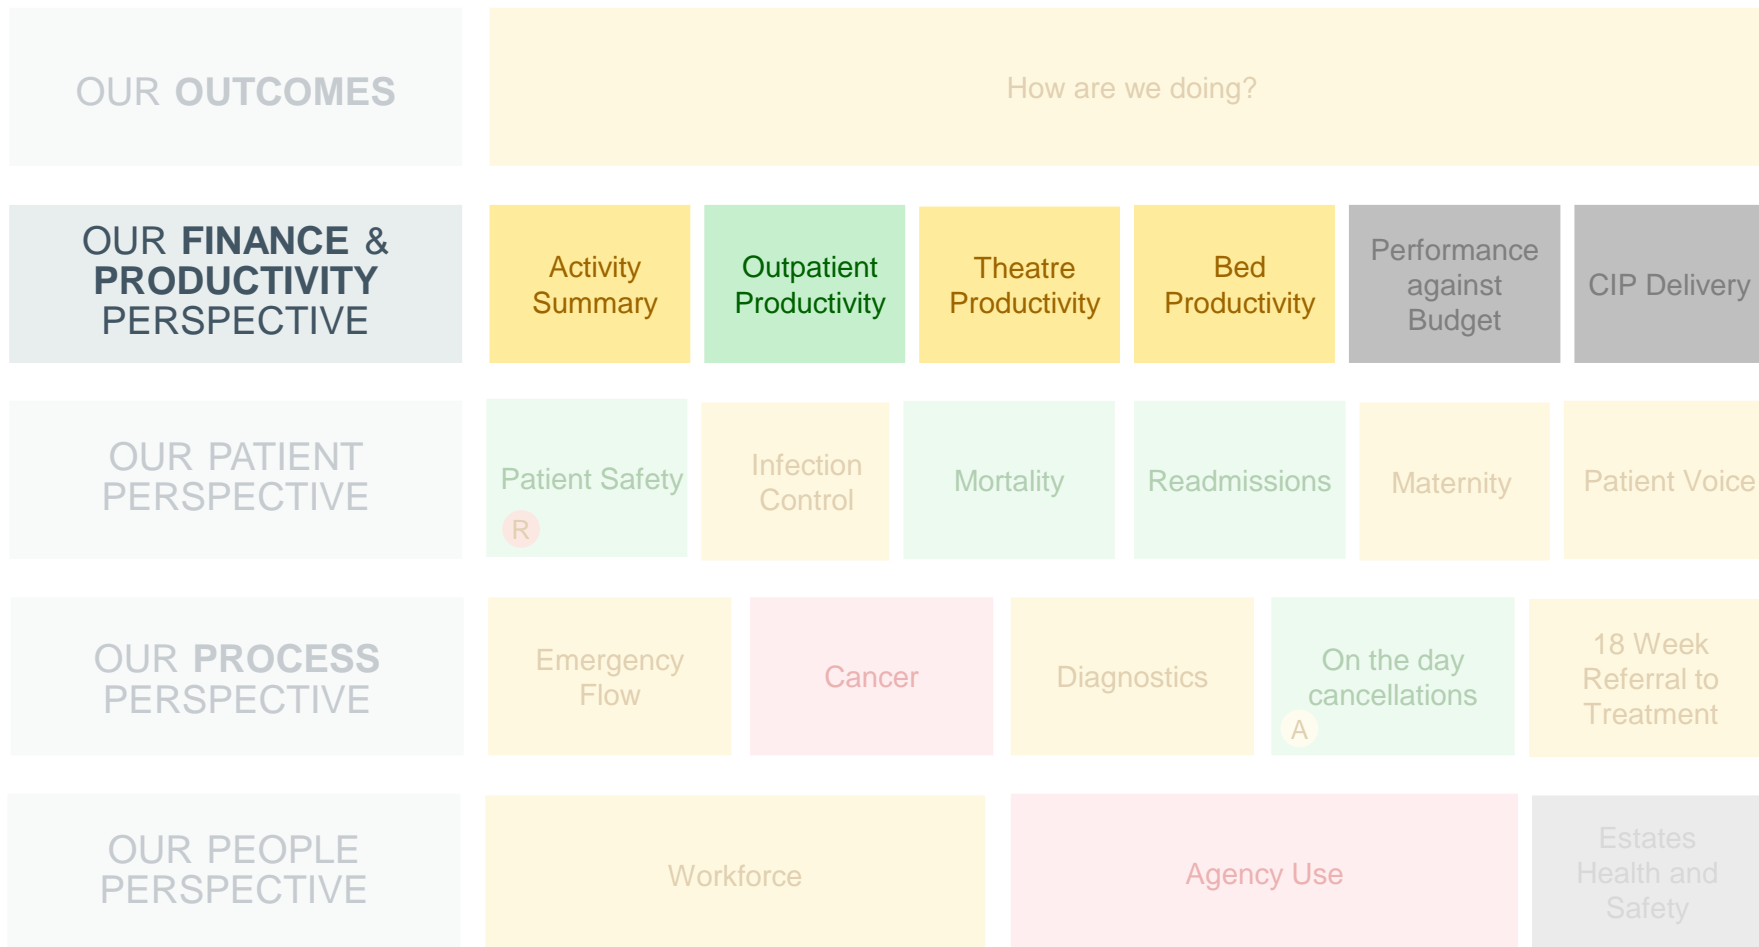 OUR OUTCOMES
How are we doing?
OUR FINANCE &
PRODUCTIVITY
PERSPECTIVE
Activity
Summary
Outpatient
Productivity
Theatre
Productivity
Bed
Productivity
Performance
against
Budget
CIP Delivery
OUR PATIENT
PERSPECTIVE
Patient Safety
R
Infection
Control
Mortality
Readmissions
Maternity
Patient Voice
OUR PROCESS
PERSPECTIVE
Emergency
Flow
Cancer
Diagnostics
On the day
cancellations
A
18 Week
Referral to
Treatment
OUR PEOPLE
PERSPECTIVE
Workforce
Agency Use
Estates
Health and
Safety